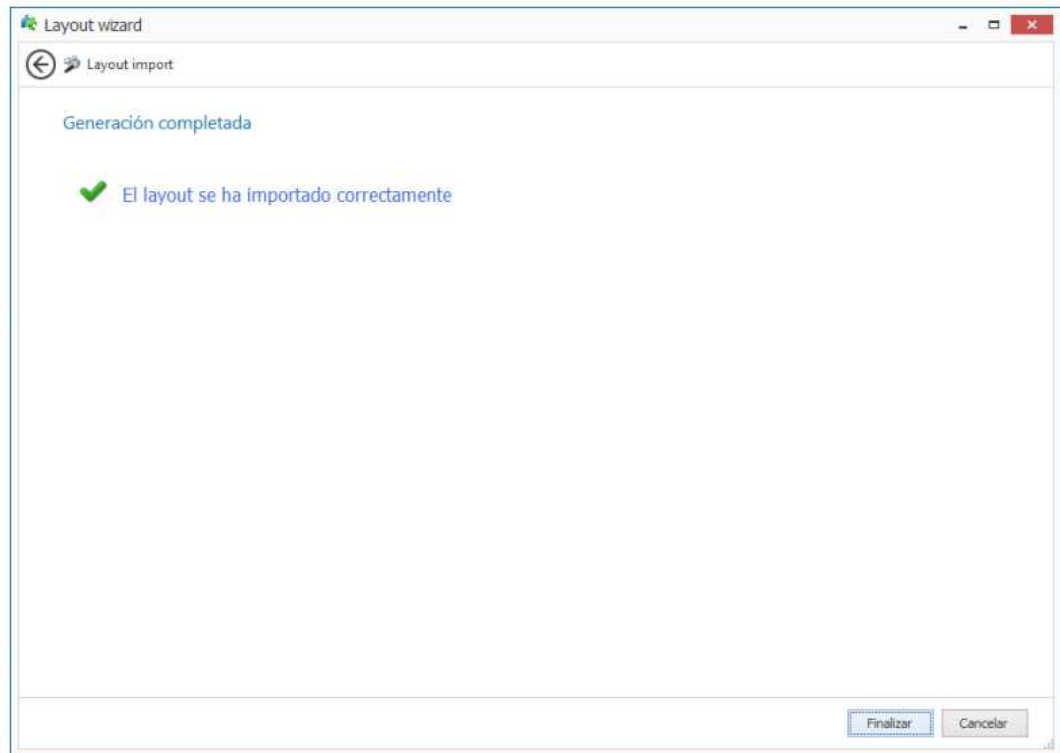 Layout wizard
Layout import
Generación completada
El layout se ha importado correctamente
Finalizar Cancelar